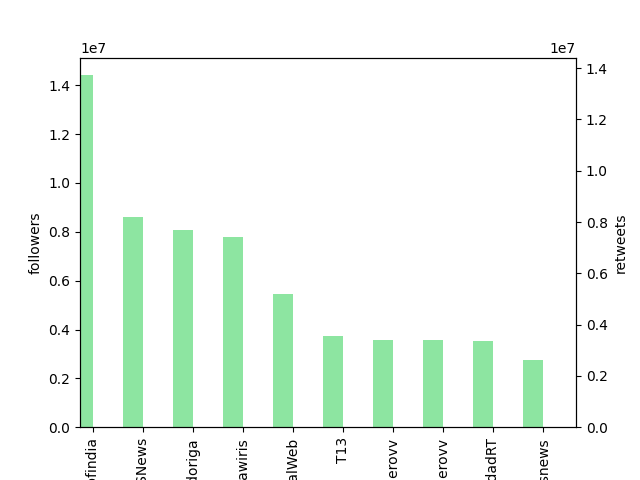 1e7
1e7
1.4
1.2
1.0
0.8
0.6
0.4
0.2
0.0
followers
1.4
1.2
1.0
0.8
0.6
0.4
0.2
0.0
retweets
ofindia
SNews
doriga
awiris
alWeb
T13
erovv
erovv
dadRT
snews